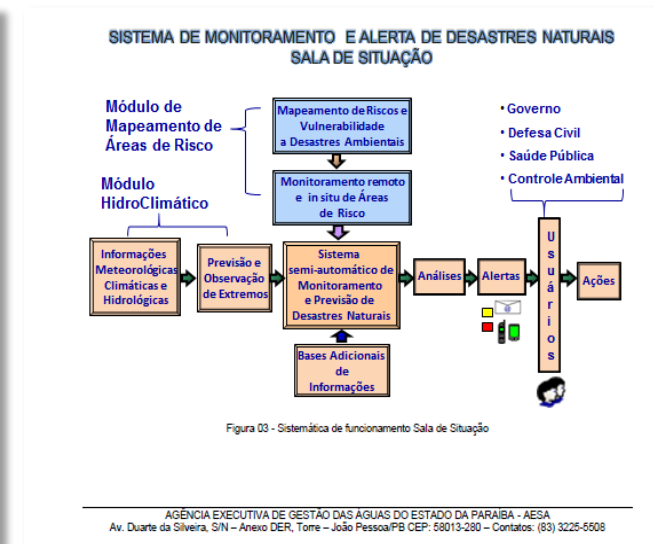 SISTEMA DE MONITORAMENTO E ALERTA DE DESASTRES NATURAIS
SALA DE SITUAÇÃO
Módulo de
Mapeamento de
Áreas de Risco
Mapeamento de Riscos e
Vulnerabilidade
a Desastres Ambientais
• Governo
• Defesa Civil
• Saúde Pública
• Controle Ambiental
Monitoramento remoto
e in situ de Áreas
de Risco
Módulo
HidroClimático
Informações
Meteorológicas
Climáticas e
Hidrológicas
Previsão e
Observação
de Extremos
Sistema
semi-automático de
Monitoramento
e Previsão de
Desastres Naturais
Análises
Alertas
Usuários
Ações
Bases Adicionais
de
Informações
Figura 03 - Sistemática de funcionamento Sala de Situação
AGÊNCIA EXECUTIVA DE GESTÃO DAS ÁGUAS DO ESTADO DA PARAÍBA - AESA
Av. Duarte da Silveira, S/N – Anexo DER, Torre – João Pessoa/PB CEP: 58013-280 – Contatos: (83) 3225-5508